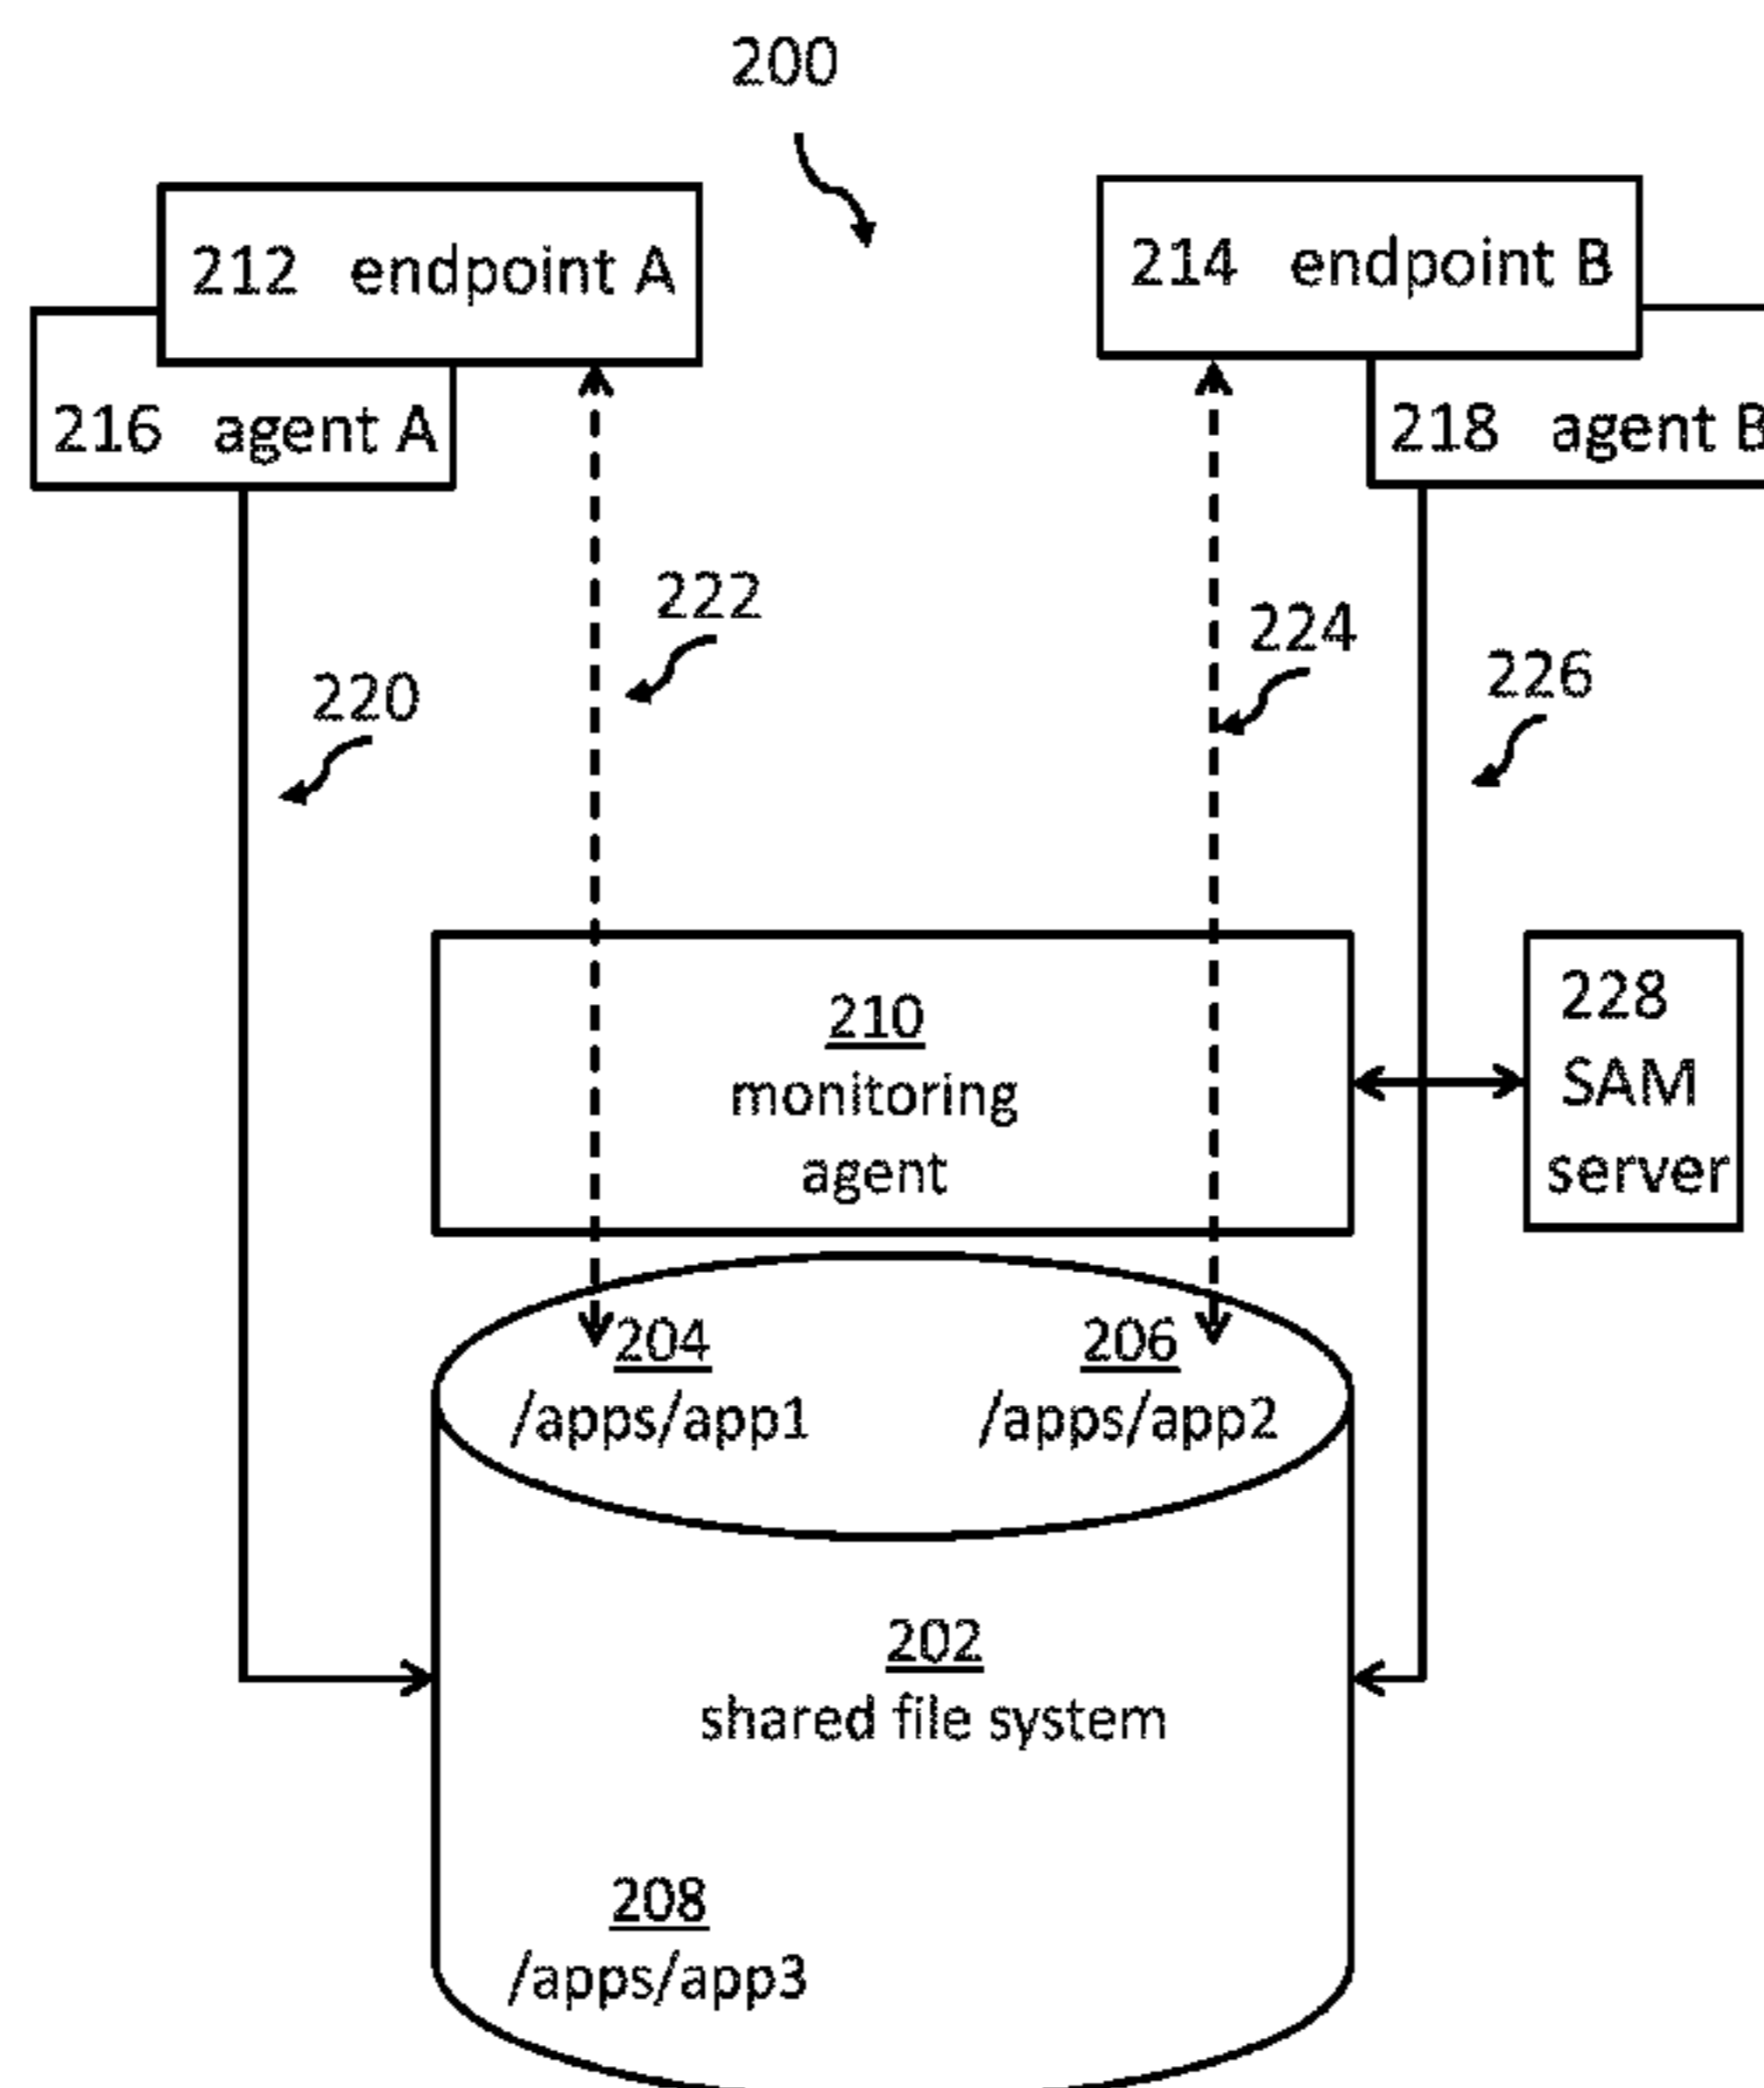 200
212 endpoint A
214 endpoint B
216 agent A
218 agent B
222
224
220
226
210
monitoring
agent
228
SAM
server
204
/apps/app1
206
/apps/app2
202
shared file system
208
/apps/app3